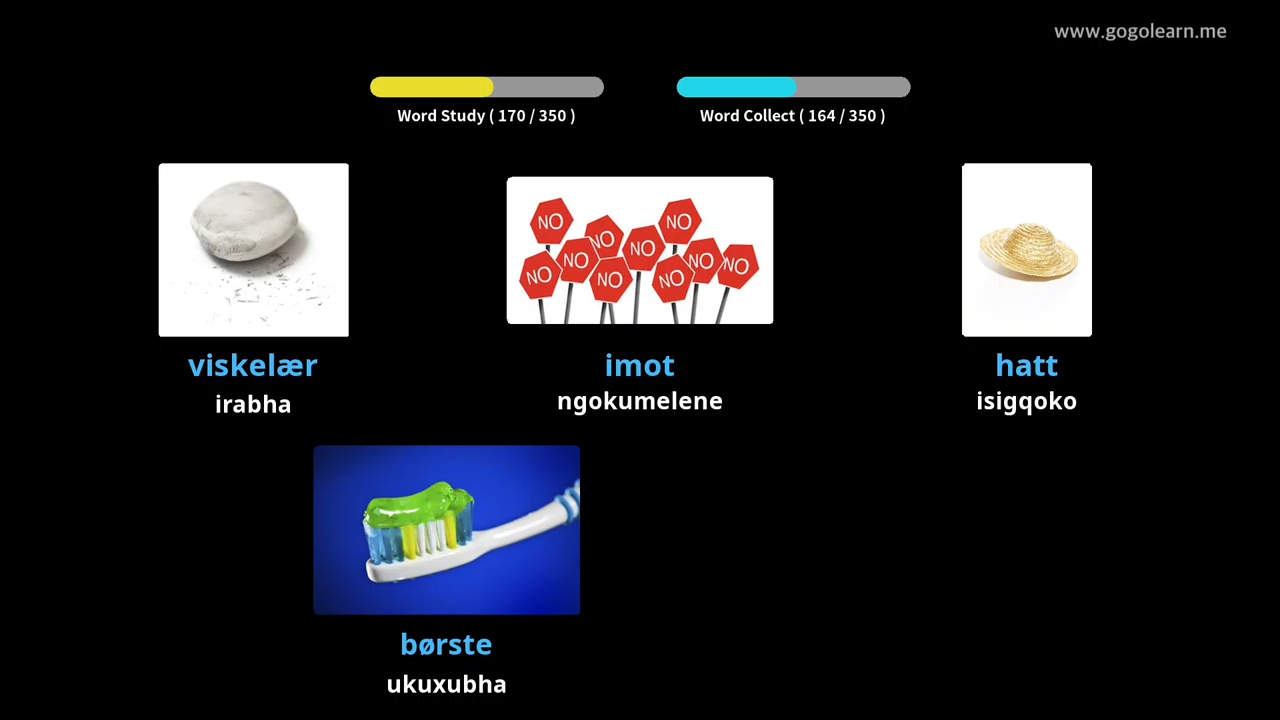 www.gogolearn.me
Word Study ( 170 / 350 )
Word Collect ( 164 / 350 )
NO NO NO NO NO NO NO NO NO NO
viskelær
irabha
imot
ngokumelene
hatt
isigqoko
børste
ukuxubha